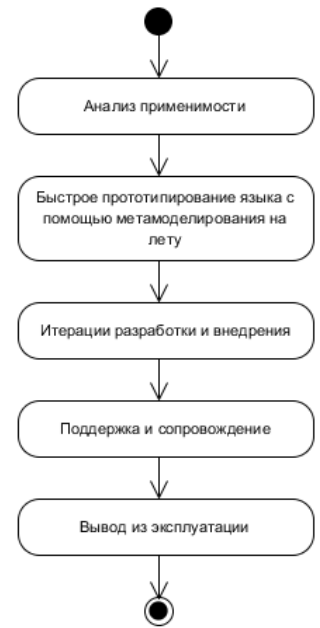 Анализ применимости
Быстрое прототипирование языка с
помощью метамоделирования на
лету
Итерации разработки и внедрения
Поддержка и сопровождение
Вывод из эксплуатации